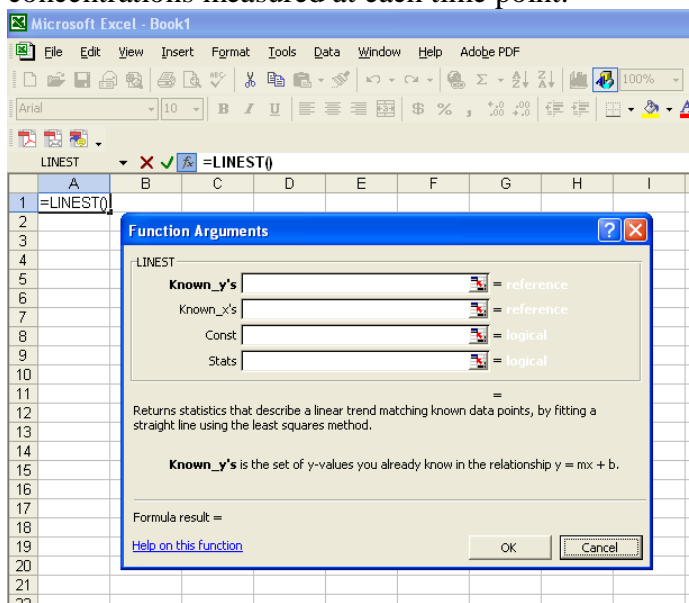 concentrations measured at each time point.
Microsoft Excel - Book1
File Edit View Insert Format Tools Data Window Help Adobe PDF
100%
Arial 10 B I U $ % ,
LINEST fx =LINEST()
A B C D E F G H I
1 =LINEST()
2
3
4
5
6
7
8
9
10
11
12
13
14
15
16
17
18
19
20
21
22
Function Arguments
LINEST
Known_y's = reference
Known_x's = reference
Const = logical
Stats = logical
=
Returns statistics that describe a linear trend matching known data points, by fitting a
straight line using the least squares method.
Known_y's is the set of y-values you already know in the relationship y = mx + b.
Formula result =
Help on this function OK Cancel